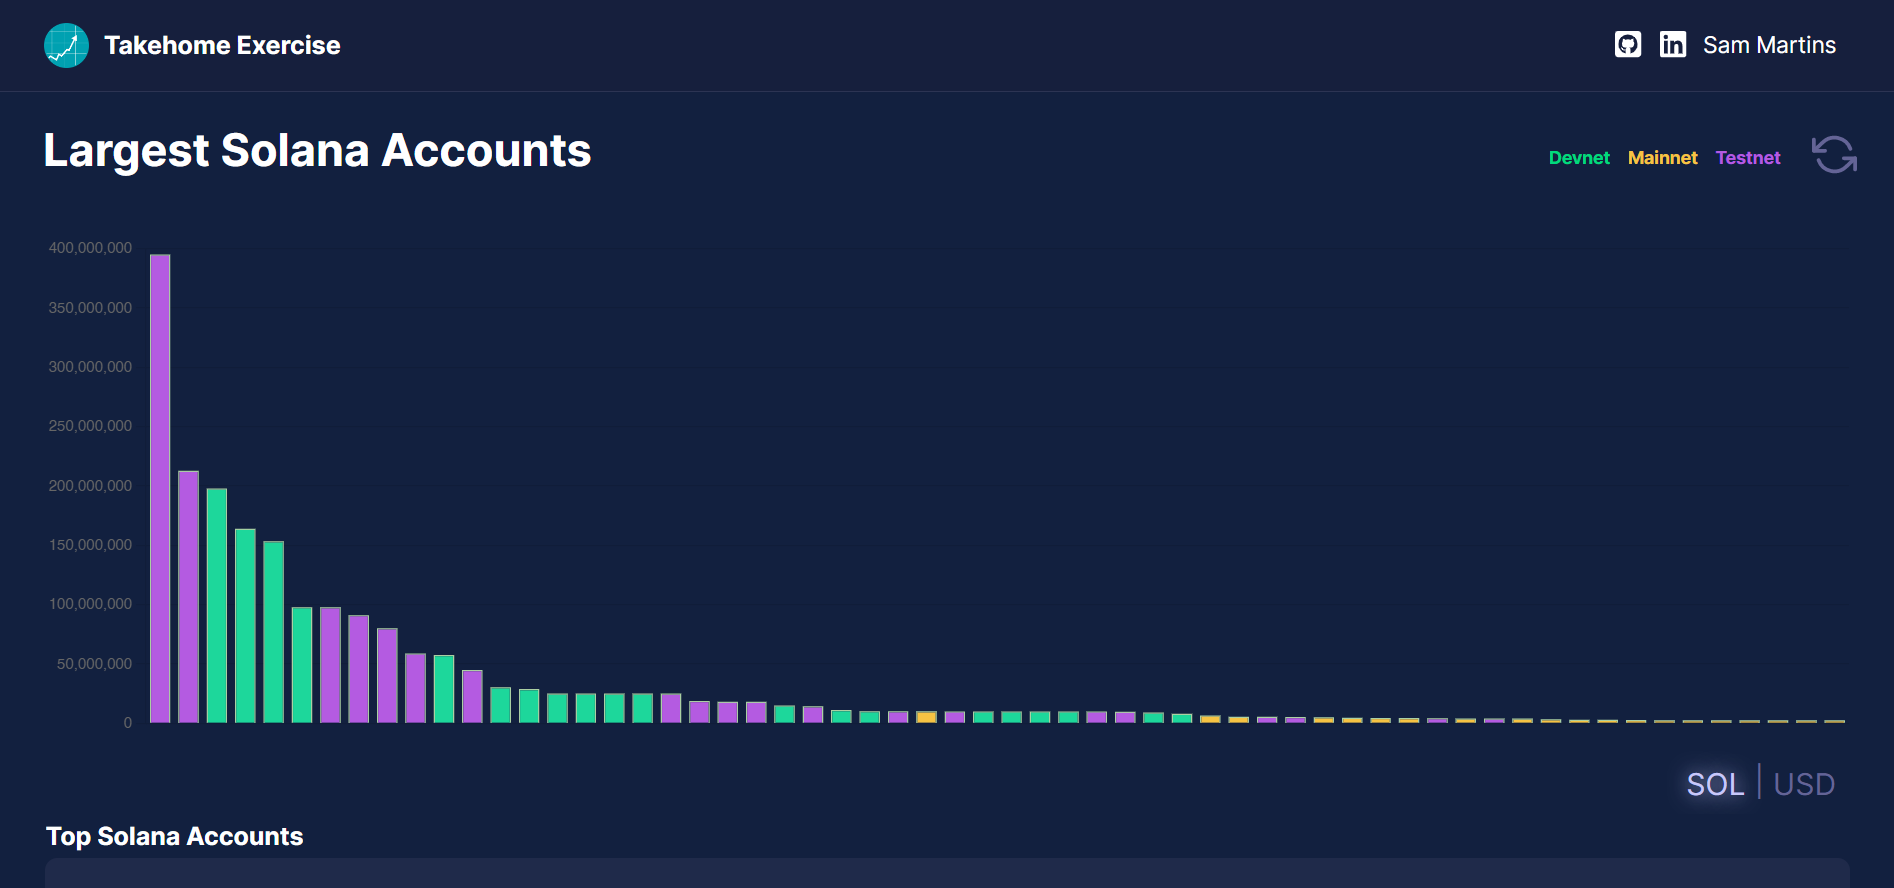 Takehome Exercise
in Sam Martins
Largest Solana Accounts
Devnet Mainnet Testnet
400,000,000
350,000,000
300,000,000
250,000,000
200,000,000
150,000,000
100,000,000
50,000,000
0
SOL | USD
Top Solana Accounts